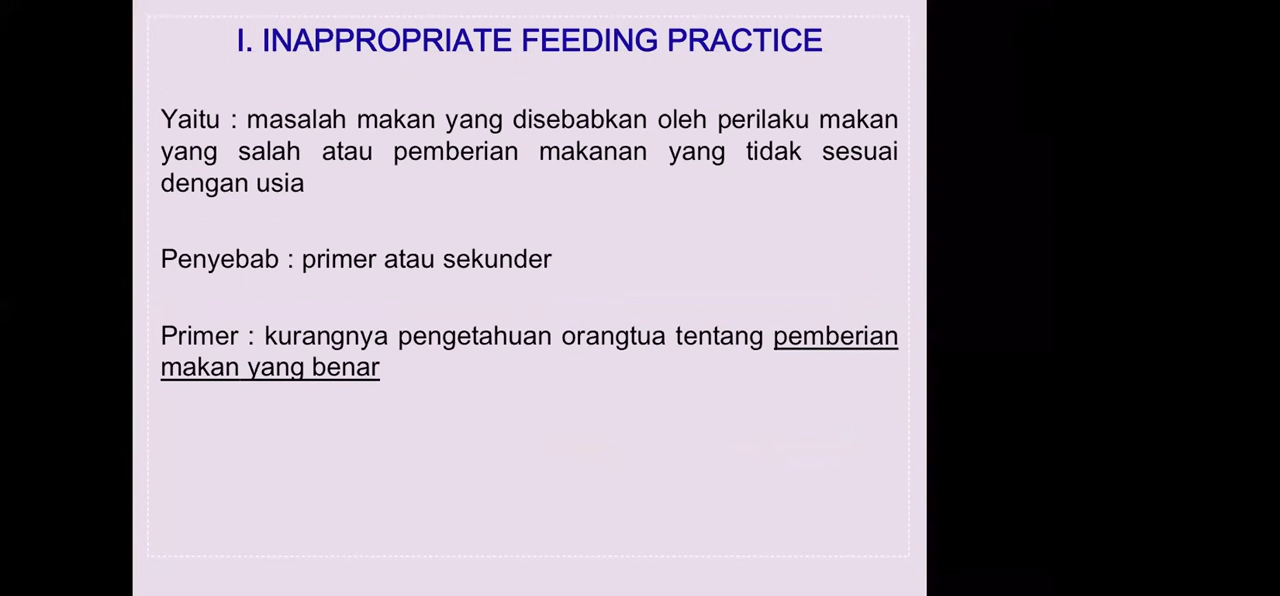 I. INAPPROPRIATE FEEDING PRACTICE
Yaitu : masalah makan yang disebabkan oleh perilaku makan
yang salah atau pemberian makanan yang tidak sesuai
dengan usia
Penyebab : primer atau sekunder
Primer : kurangnya pengetahuan orangtua tentang pemberian
makan yang benar